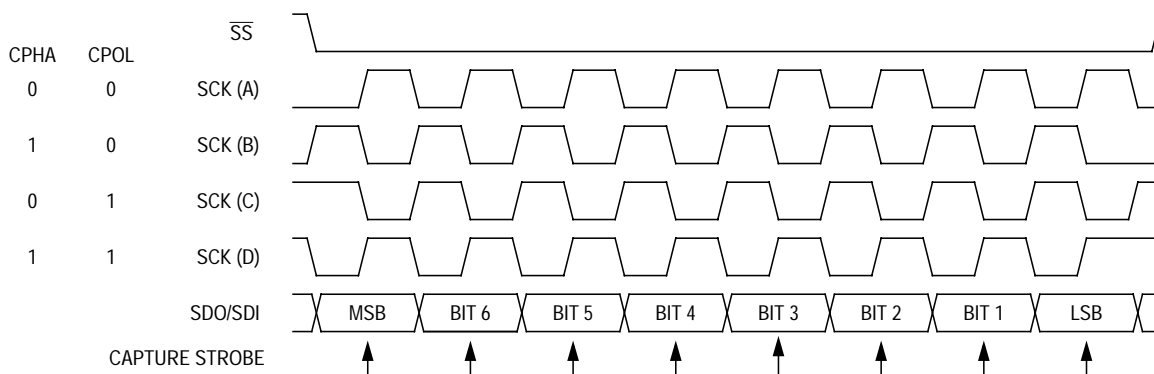 SS
CPHA CPOL
0 0 SCK (A)
1 0 SCK (B)
0 1 SCK (C)
1 1 SCK (D)
SDO/SDI MSB BIT 6 BIT 5 BIT 4 BIT 3 BIT 2 BIT 1 LSB
CAPTURE STROBE